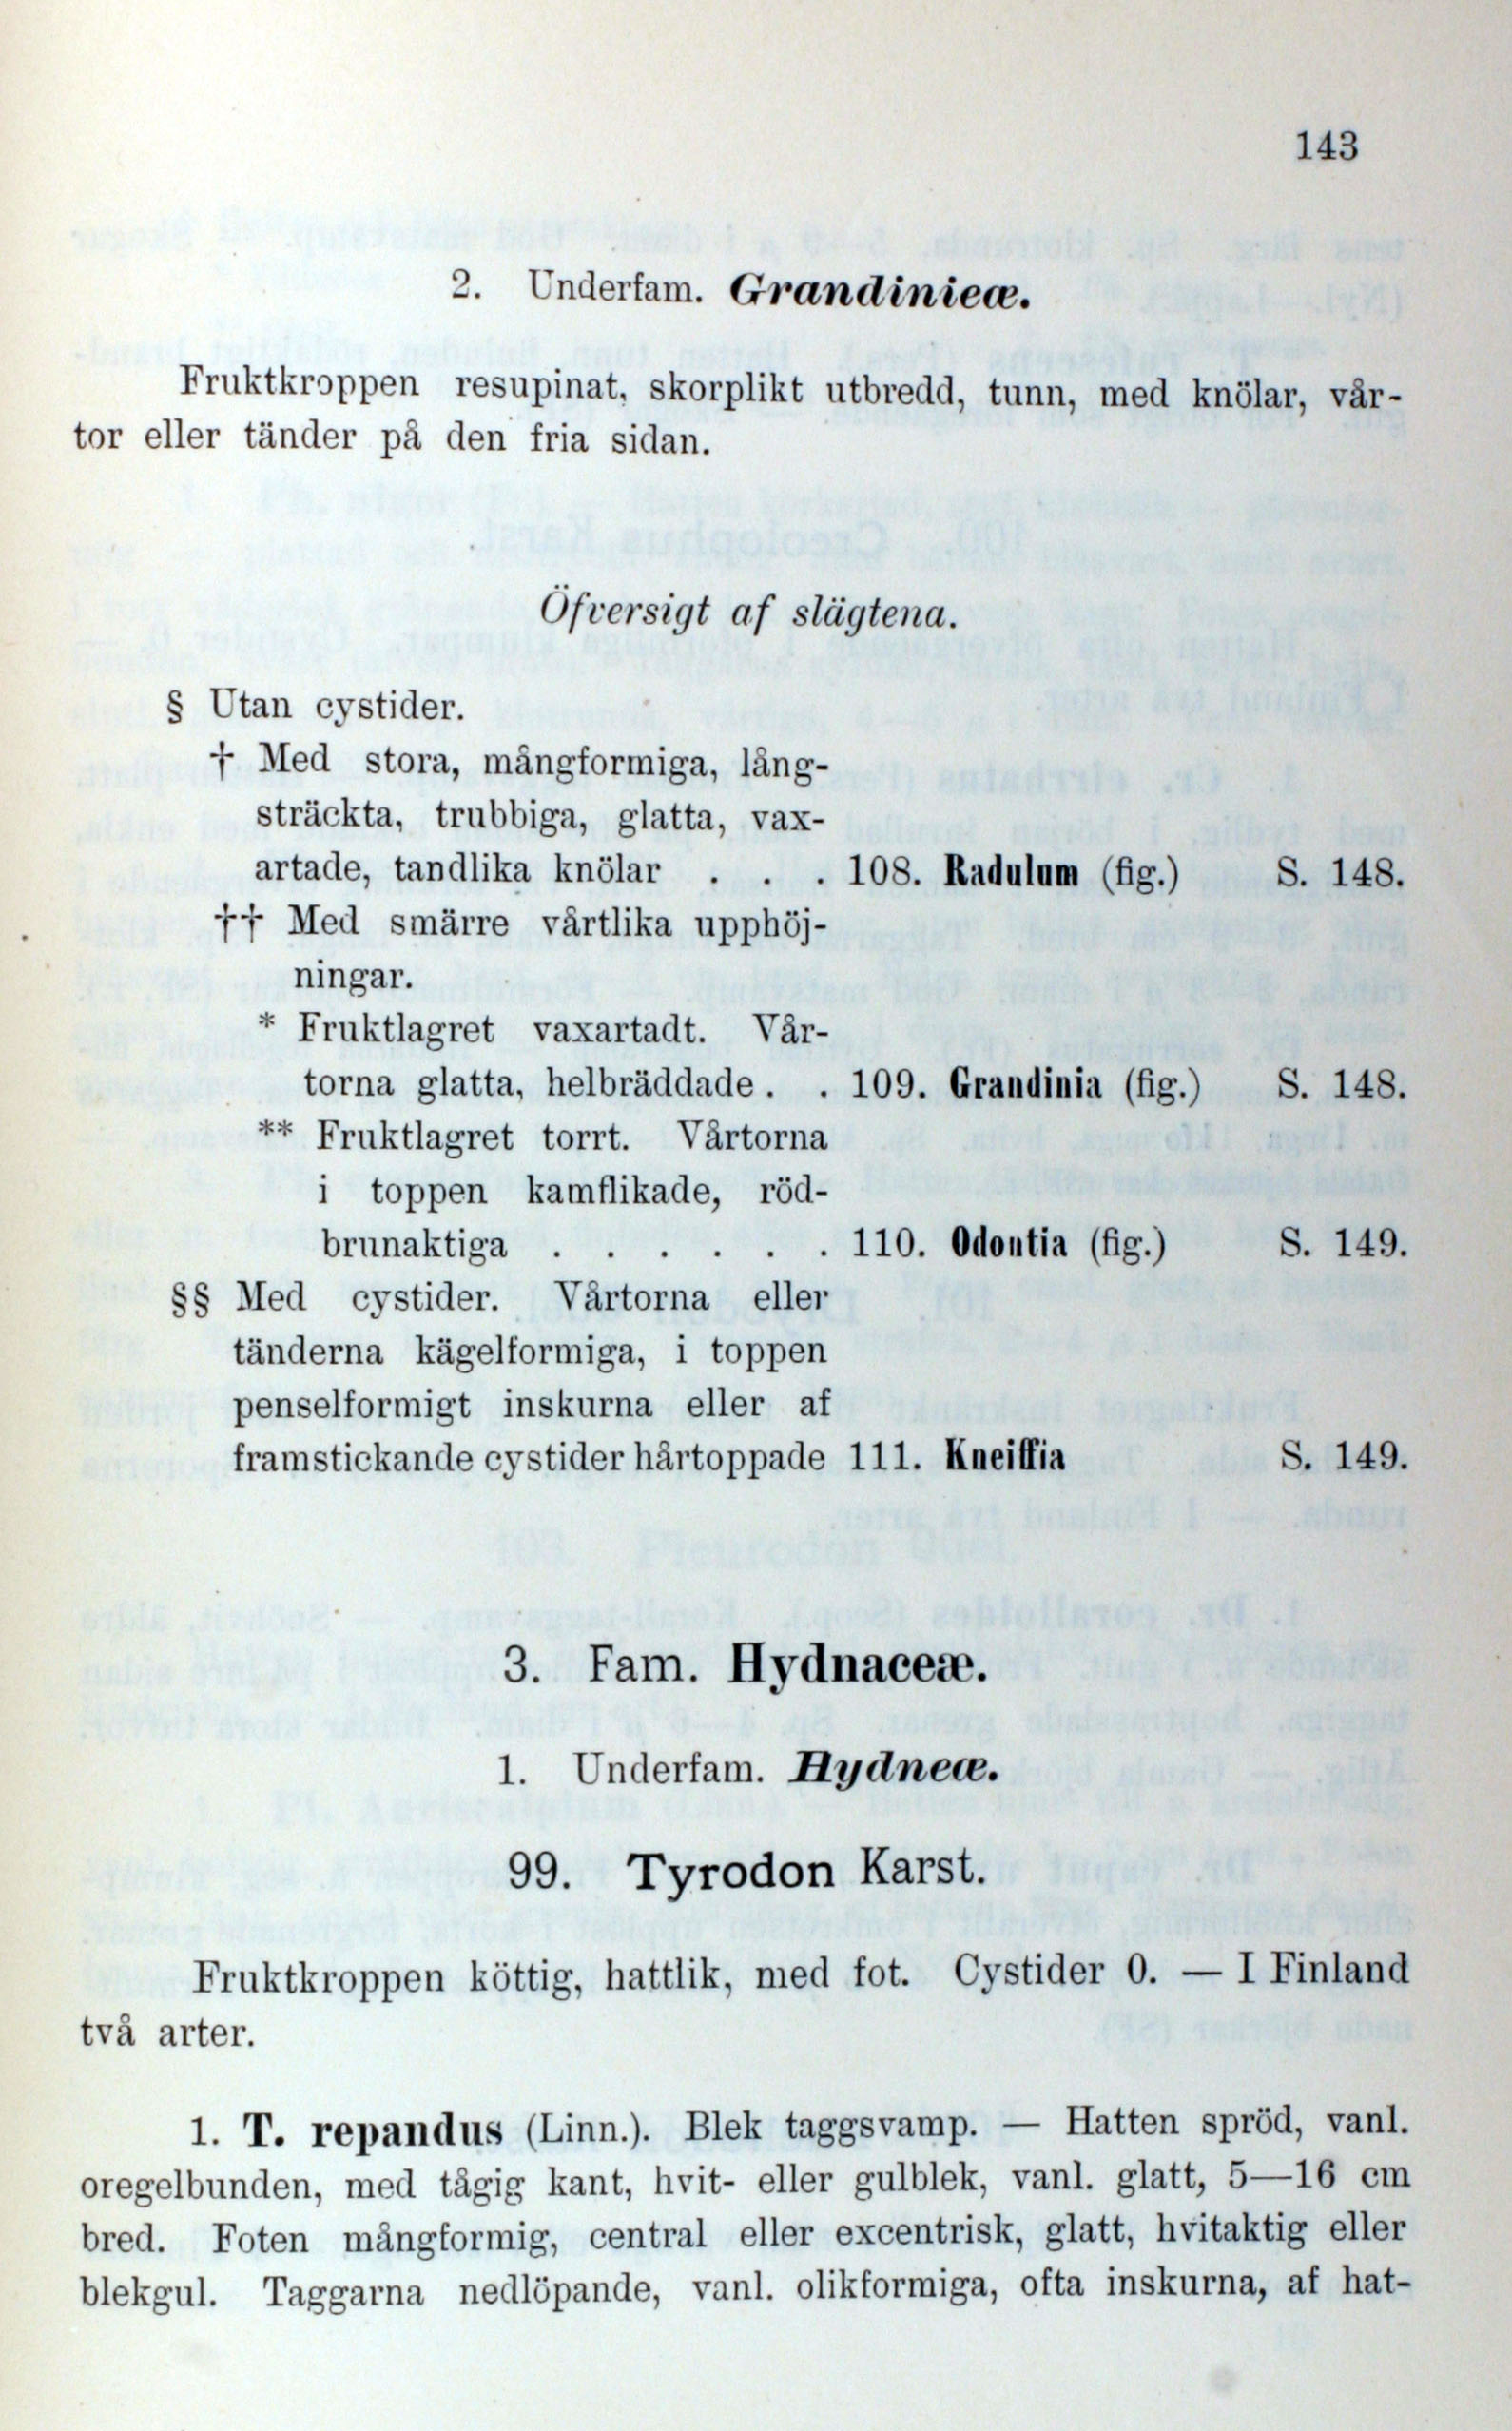 143
2. Underfam. Grandinieæ.
Fruktkroppen resupinat, skorplikt utbredd, tunn, med knölar, vår-
tor eller tänder på den fria sidan.
Öfversigt af slägtena.
§ Utan cystider.
† Med stora, mångformiga, lång-
sträckta, trubbiga, glatta, vax-
artade, tandlika knölar . . . 108. Radulum (fig.) S. 148.
†† Med smärre vårtlika upphöj-
ningar.
* Fruktlagret vaxartadt. Vår-
torna glatta, helbräddade . . 109. Grandinia (fig.) S. 148.
** Fruktlagret torrt. Vårtorna
i toppen kamflikade, röd-
brunaktiga . . . . . . 110. Odontia (fig.) S. 149.
§§ Med cystider. Vårtorna eller
tänderna kägelformiga, i toppen
penselformigt inskurna eller af
framstickande cystider hårtoppade 111. Kneiffia S. 149.
3. Fam. Hydnaceæ.
1. Underfam. Hydneæ.
99. Tyrodon Karst.
Fruktkroppen köttig, hattlik, med fot. Cystider 0. — I Finland
två arter.
1. T. repandus (Linn.). Blek taggsvamp. — Hatten spröd, vanl.
oregelbunden, med tågig kant, hvit- eller gulblek, vanl. glatt, 5—16 cm
bred. Foten mångformig, central eller excentrisk, glatt, hvitaktig eller
blekgul. Taggarna nedlöpande, vanl. olikformiga, ofta inskurna, af hat-